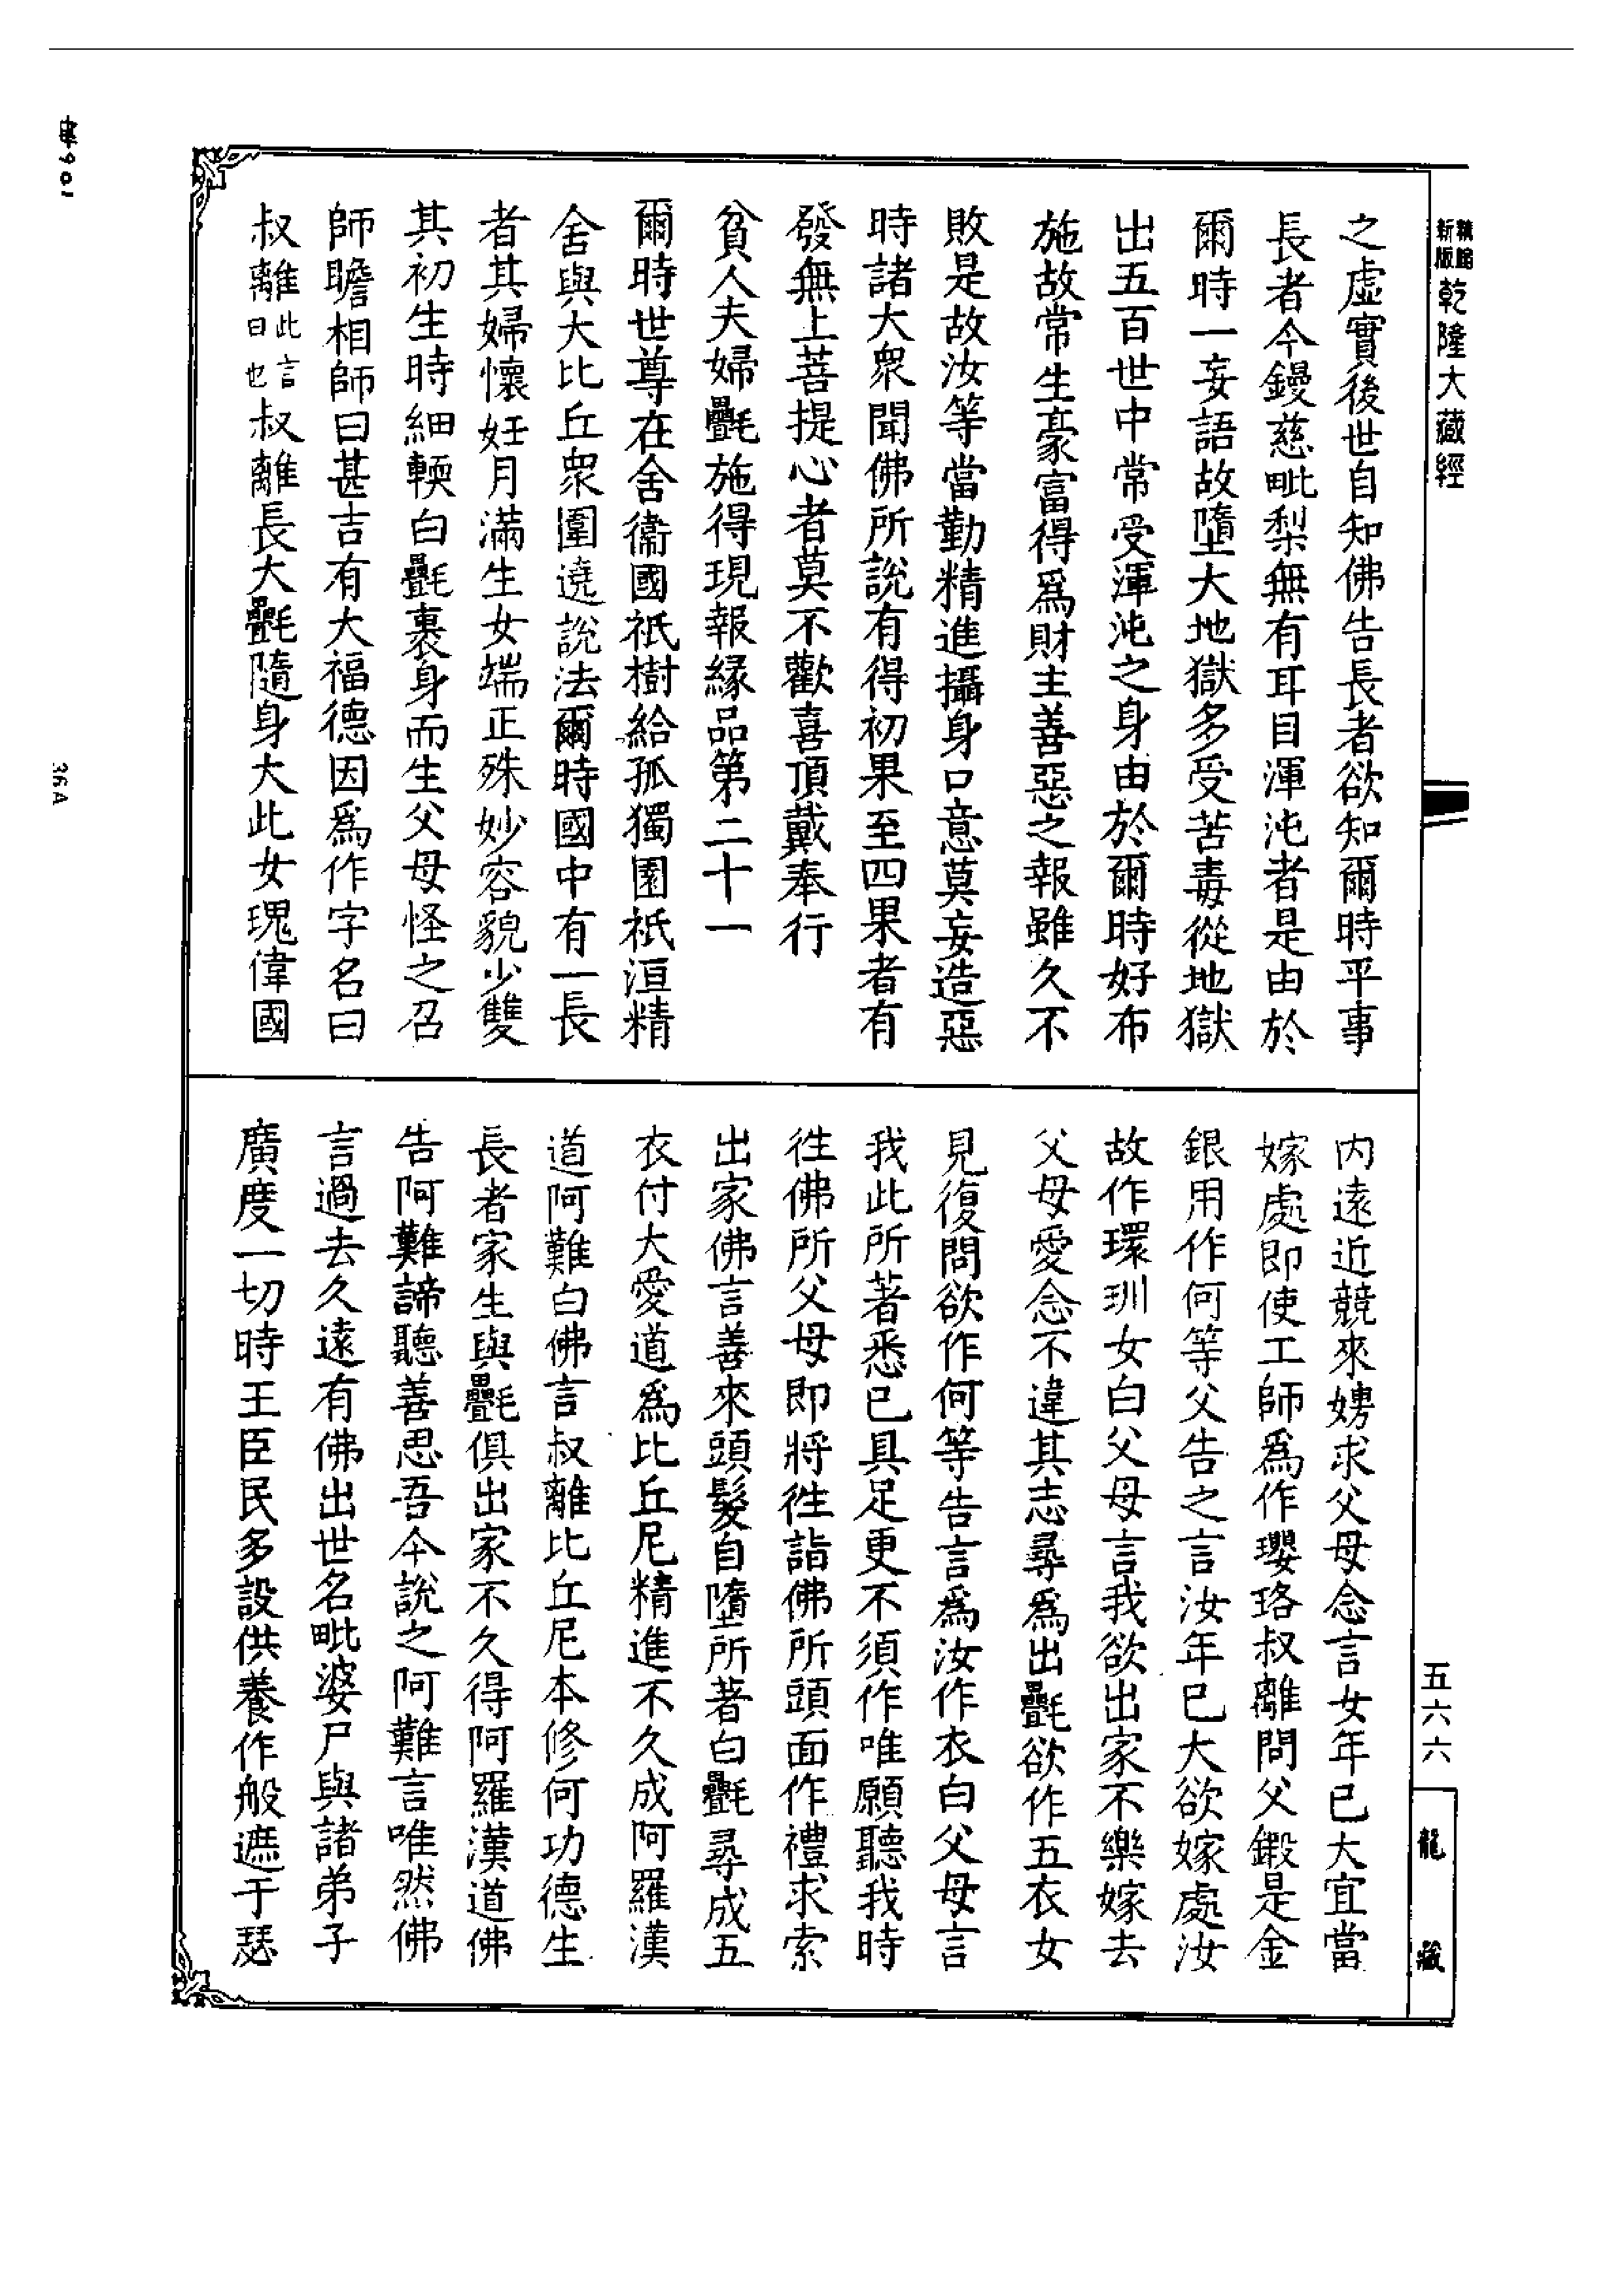 新版
乾隆大藏經
之虛實後世自知佛告長者欲知爾時平事
長者今鏝慈毗梨無有耳目渾沌者是由於
爾時一妄語故墮大地獄多受苦毒從地獄
出五百世中常受渾沌之身由於爾時好布
施故常生豪富得爲財主善惡之報雖久不
敗是故汝等當勤精進攝身口意莫妄造惡
時諸大衆聞佛所說有得初果至四果者有
發無上菩提心者莫不歡喜頂戴奉行
貧人夫婦㲲施得現報緣品第二十一
爾時世尊在舍衞國祇樹給孤獨園祇洹精
舍與大比丘衆圍遶說法爾時國中有一長
者其婦懷妊月滿生女端正殊妙容貌少雙
其初生時細輭白㲲裹身而生父母怪之召
師瞻相師曰甚吉有大福德因爲作字名曰
叔離此言曰也叔離長大㲲隨身大此女瑰偉國
內遠近競來娉求父母念言女年已大宜當
嫁處即使工師爲作瓔珞叔離問父鍛是金
銀用作何等父告之言汝年已大欲嫁處汝
故作環玔女白父母言我欲出家不樂嫁去
父母愛念不違其志尋爲出㲲欲作五衣女
見復問欲作何等告言爲汝作衣白父母言
我此所著悉已具足更不須作唯願聽我時
徃佛所父母即將徃詣佛所頭面作禮求索
出家佛言善來頭髮自墮所著白㲲尋成五
衣付大愛道爲比丘尼精進不久成阿羅漢
道阿難白佛言叔離比丘尼本修何功德生
長者家生與㲲俱出家不久得阿羅漢道佛
告阿難諦聽善思吾今說之阿難言唯然佛
言過去久遠有佛出世名毗婆尸與諸弟子
廣度一切時王臣民多設供養作般遮于瑟
五六六
龍藏
36A